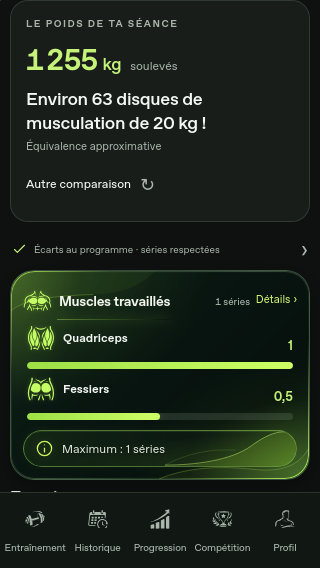 LE POIDS DE TA SÉANCE
1 255 kg soulevés
Environ 63 disques de
musculation de 20 kg !
Équivalence approximative
Autre comparaison ↻
Écarts au programme · séries respectées ›
Muscles travaillés 1 séries Détails ›
Quadriceps 1
Fessiers 0,5
Maximum : 1 séries
Entraînement Historique Progression Compétition Profil